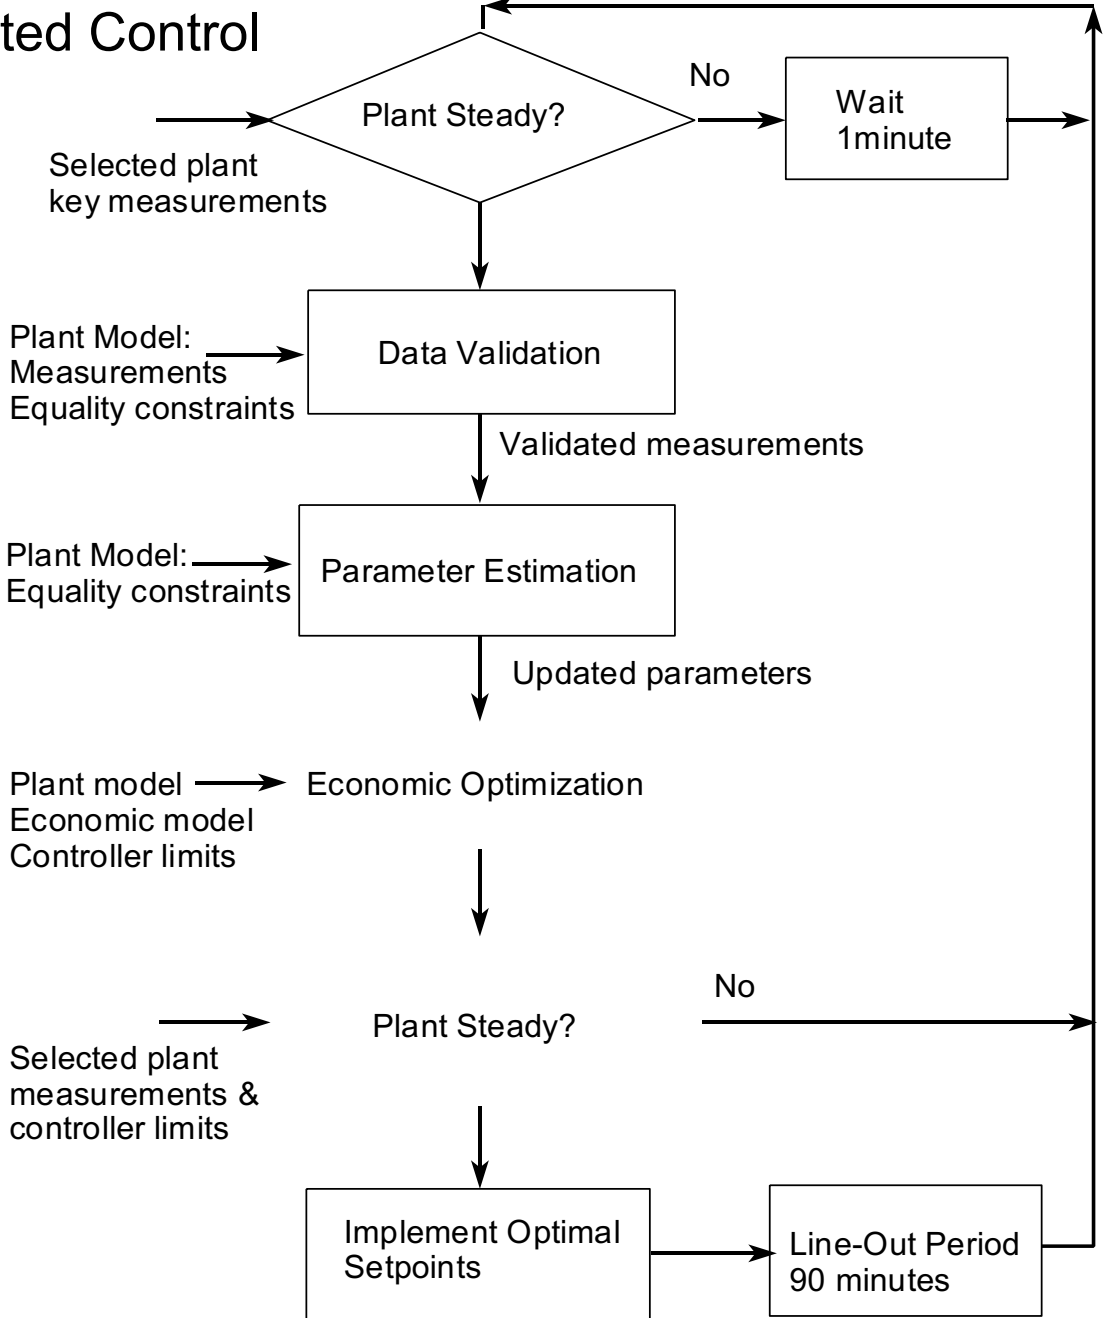 ted Control
No
Plant Steady?
Wait
1minute
Selected plant
key measurements
Plant Model:
Measurements
Equality constraints
Data Validation
Validated measurements
Plant Model:
Equality constraints
Parameter Estimation
Updated parameters
Plant model
Economic model
Controller limits
Economic Optimization
No
Plant Steady?
Selected plant
measurements &
controller limits
Implement Optimal
Setpoints
Line-Out Period
90 minutes